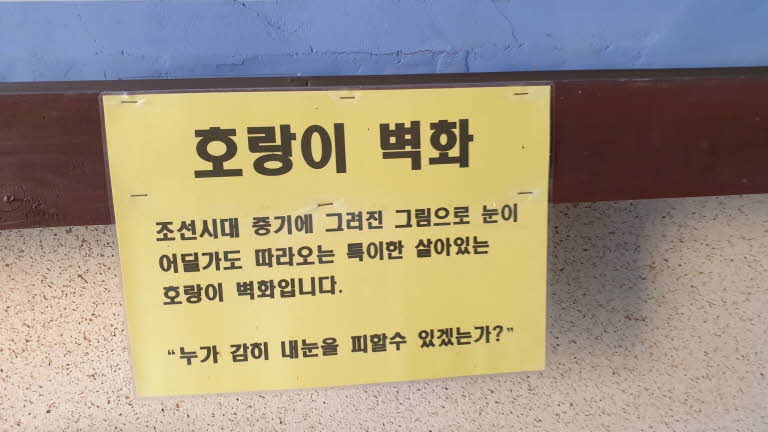 호랑이 벽화
조선시대 중기에 그려진 그림으로 눈이
어딜가도 따라오는 특이한 살아있는
호랑이 벽화입니다.
“누가 감히 내눈을 피할수 있겠는가?”